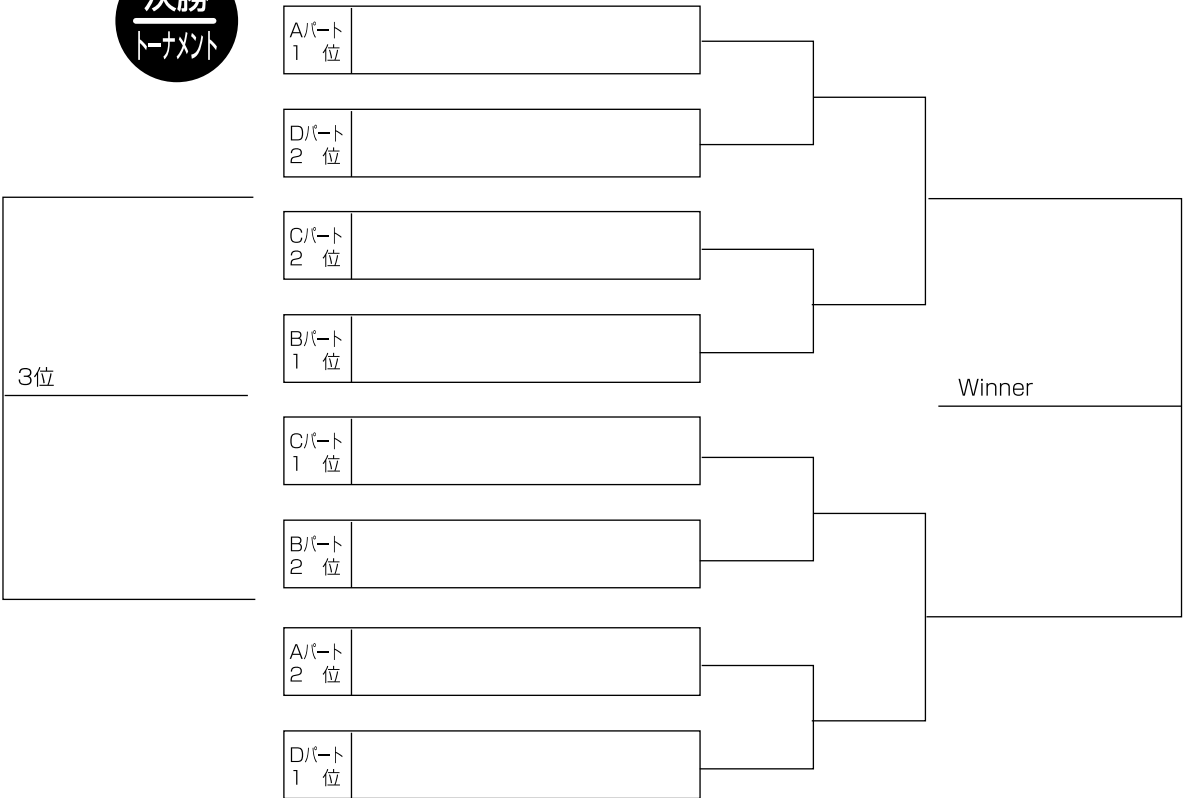 決勝
トーナメント
Aパート
1 位
Dパート
2 位
Cパート
2 位
Bパート
1 位
3位
Winner
Cパート
1 位
Bパート
2 位
Aパート
2 位
Dパート
1 位